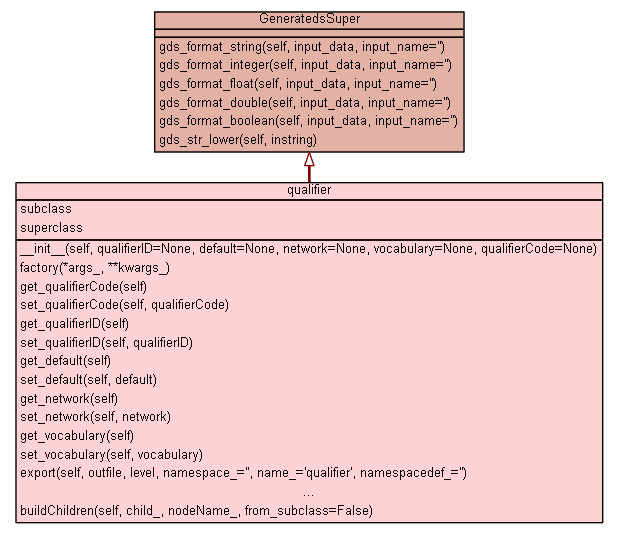 GeneratedsSuper
gds_format_string(self, input_data, input_name='')
gds_format_integer(self, input_data, input_name='')
gds_format_float(self, input_data, input_name='')
gds_format_double(self, input_data, input_name='')
gds_format_boolean(self, input_data, input_name='')
gds_str_lower(self, instring)
qualifier
subclass
superclass
__init__(self, qualifierID=None, default=None, network=None, vocabulary=None, qualifierCode=None)
factory(*args_, **kwargs_)
get_qualifierCode(self)
set_qualifierCode(self, qualifierCode)
get_qualifierID(self)
set_qualifierID(self, qualifierID)
get_default(self)
set_default(self, default)
get_network(self)
set_network(self, network)
get_vocabulary(self)
set_vocabulary(self, vocabulary)
export(self, outfile, level, namespace_='', name_='qualifier', namespacedef_='')
...
buildChildren(self, child_, nodeName_, from_subclass=False)